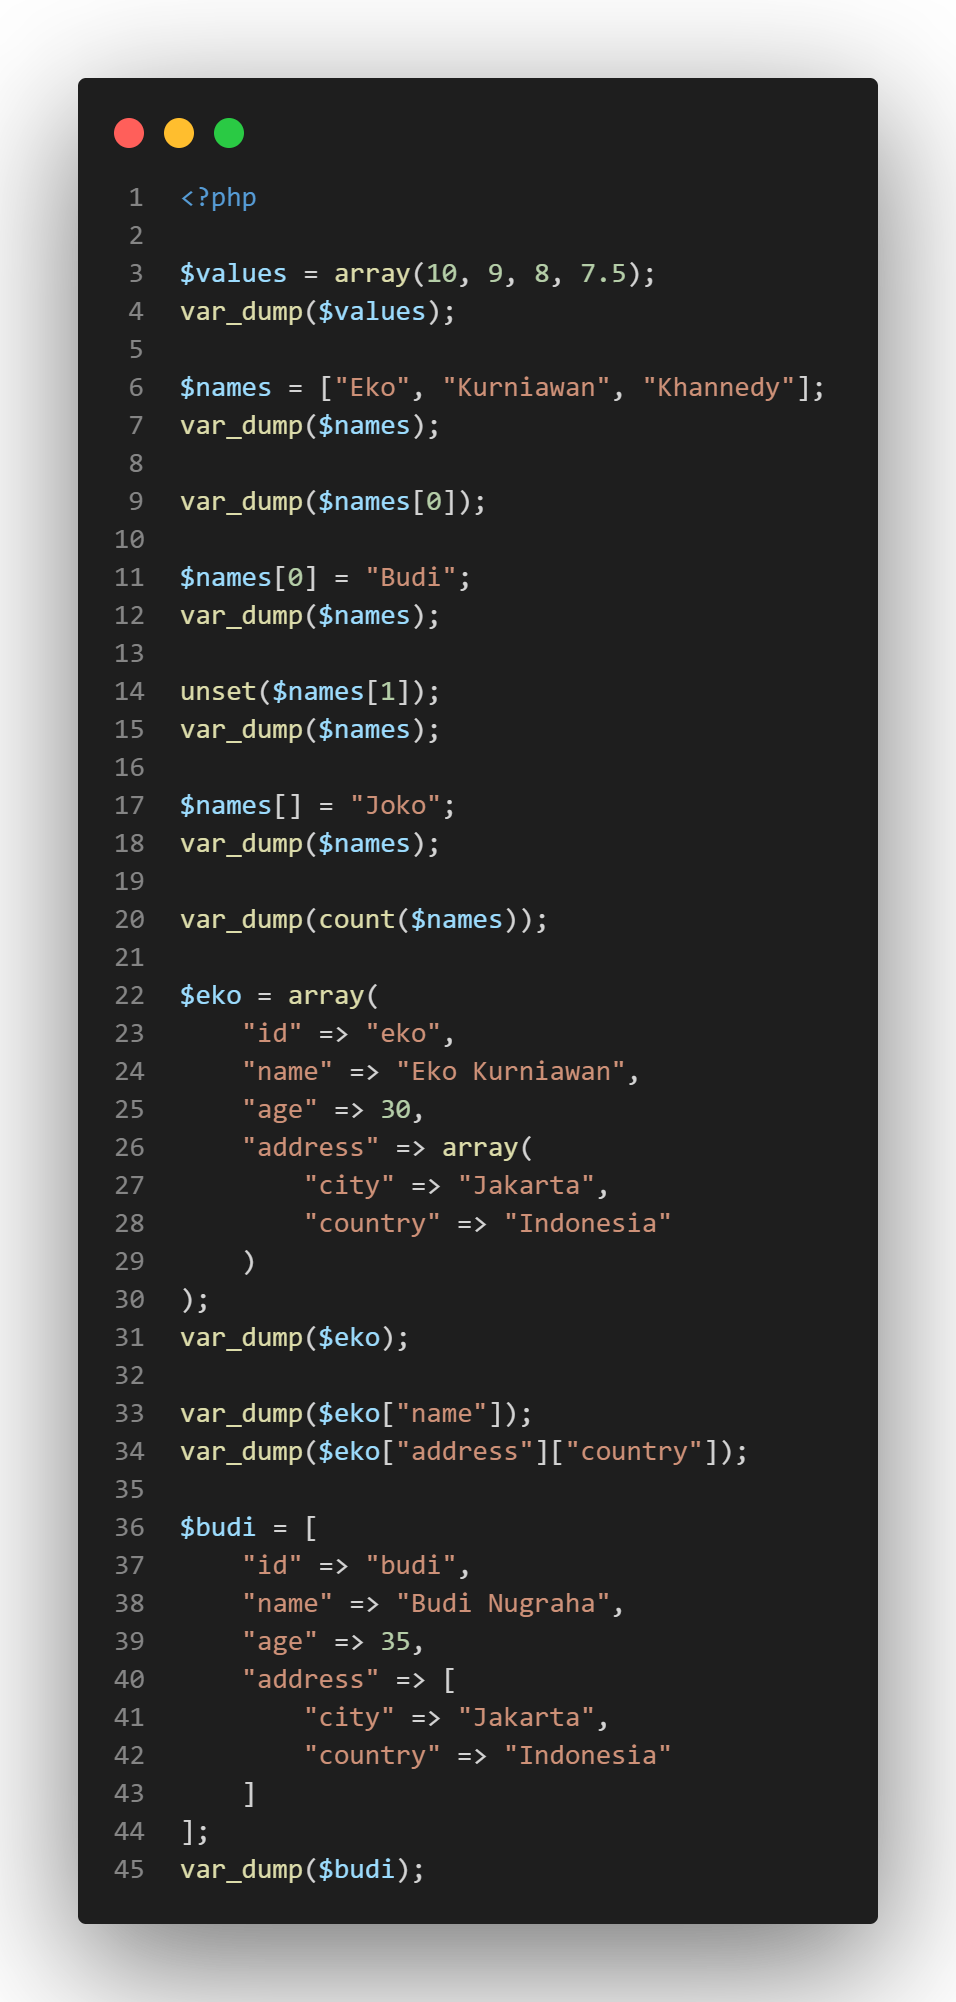 1 <?php
2
3 $values = array(10, 9, 8, 7.5);
4 var_dump($values);
5
6 $names = ["Eko", "Kurniawan", "Khannedy"];
7 var_dump($names);
8
9 var_dump($names[0]);
10
11 $names[0] = "Budi";
12 var_dump($names);
13
14 unset($names[1]);
15 var_dump($names);
16
17 $names[] = "Joko";
18 var_dump($names);
19
20 var_dump(count($names));
21
22 $eko = array(
23     "id" => "eko",
24     "name" => "Eko Kurniawan",
25     "age" => 30,
26     "address" => array(
27         "city" => "Jakarta",
28         "country" => "Indonesia"
29     )
30 );
31 var_dump($eko);
32
33 var_dump($eko["name"]);
34 var_dump($eko["address"]["country"]);
35
36 $budi = [
37     "id" => "budi",
38     "name" => "Budi Nugraha",
39     "age" => 35,
40     "address" => [
41         "city" => "Jakarta",
42         "country" => "Indonesia"
43     ]
44 ];
45 var_dump($budi);